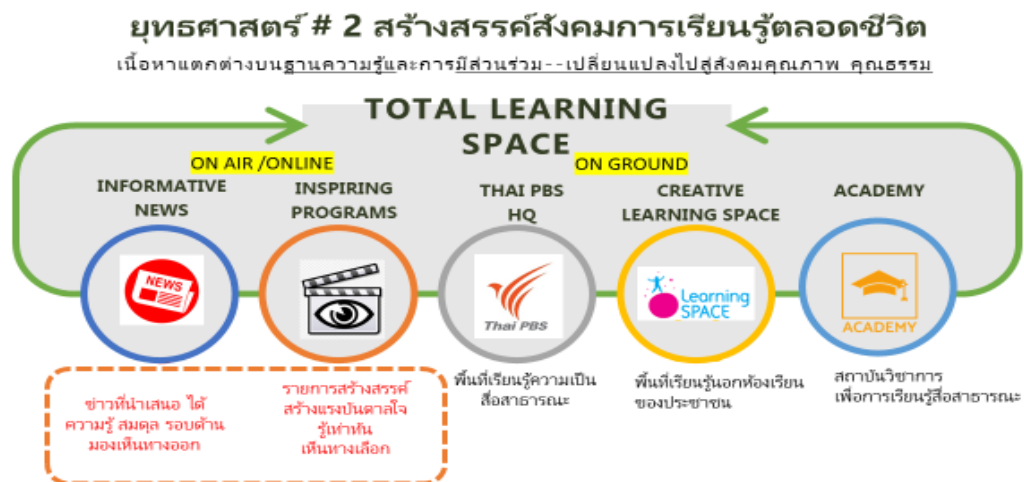 ยุทธศาสตร์ # 2 สร้างสรรค์สังคมการเรียนรู้ตลอดชีวิต
เนื้อหาแตกต่างบนฐานความรู้และการมีส่วนร่วม--เปลี่ยนแปลงไปสู่สังคมคุณภาพ คุณธรรม
TOTAL LEARNING
SPACE
ON AIR /ONLINE
ON GROUND
INFORMATIVE
NEWS
INSPIRING
PROGRAMS
THAI PBS
HQ
CREATIVE
LEARNING SPACE
ACADEMY
NEWS
Thai PBS
Learning
SPACE
ACADEMY
ข่าวที่นำเสนอ ได้
ความรู้ สมดุล รอบด้าน
มองเห็นทางออก
รายการสร้างสรรค์
สร้างแรงบันดาลใจ
รู้เท่าทัน
เห็นทางเลือก
พื้นที่เรียนรู้ความเป็น
สื่อสาธารณะ
พื้นที่เรียนรู้นอกห้องเรียน
ของประชาชน
สถาบันวิชาการ
เพื่อการเรียนรู้สื่อสาธารณะ